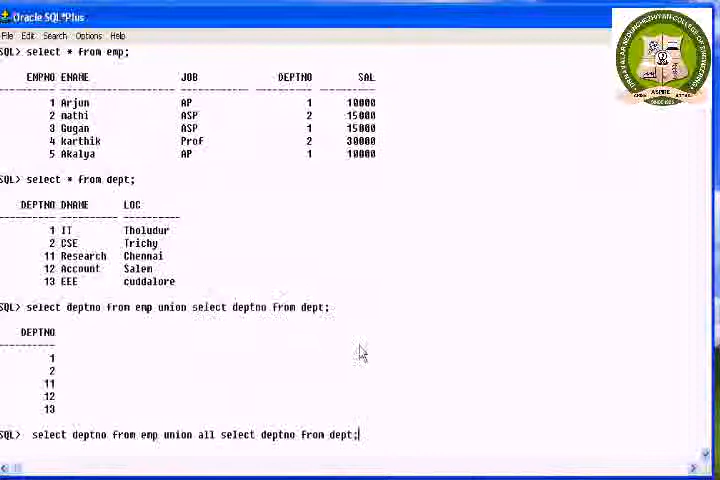 Oracle SQL*Plus
File Edit Search Options Help
SQL> select * from emp;
EMPNO ENAME JOB DEPTNO SAL
1 Arjun AP 1 10000
2 mathi ASP 2 15000
3 Gugan ASP 1 15000
4 karthik Prof 2 30000
5 Akalya AP 1 10000
SQL> select * from dept;
DEPTNO DNAME LOC
1 IT Tholudur
2 CSE Trichy
11 Research Chennai
12 Account Salem
13 EEE cuddalore
SQL> select deptno from emp union select deptno from dept;
DEPTNO
1
2
11
12
13
SQL> select deptno from emp union all select deptno from dept;
ASPIRE